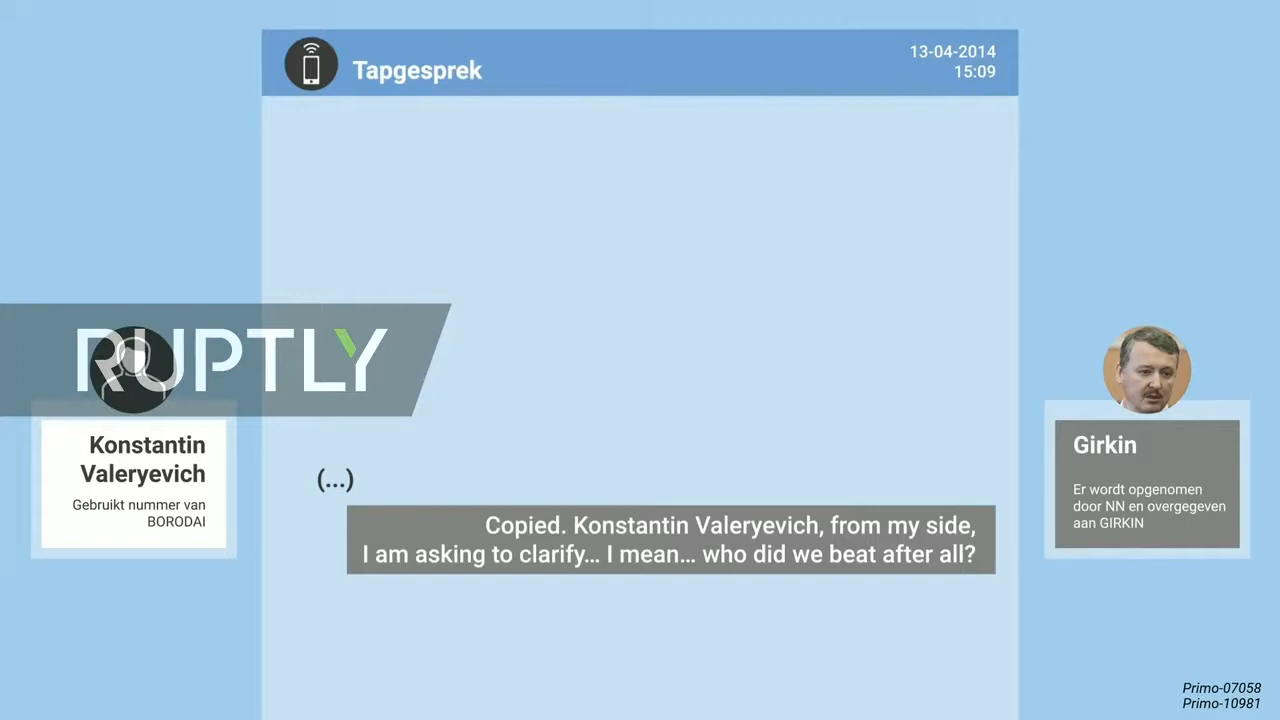 Tapgesprek
13-04-2014
15:09
RUPTLY
Konstantin
Valeryevich
Gebruikt nummer van
BORODAI
(...)
Copied. Konstantin Valeryevich, from my side,
I am asking to clarify... I mean... who did we beat after all?
Girkin
Er wordt opgenomen
door NN en overgegeven
aan GIRKIN
Primo-07058
Primo-10981